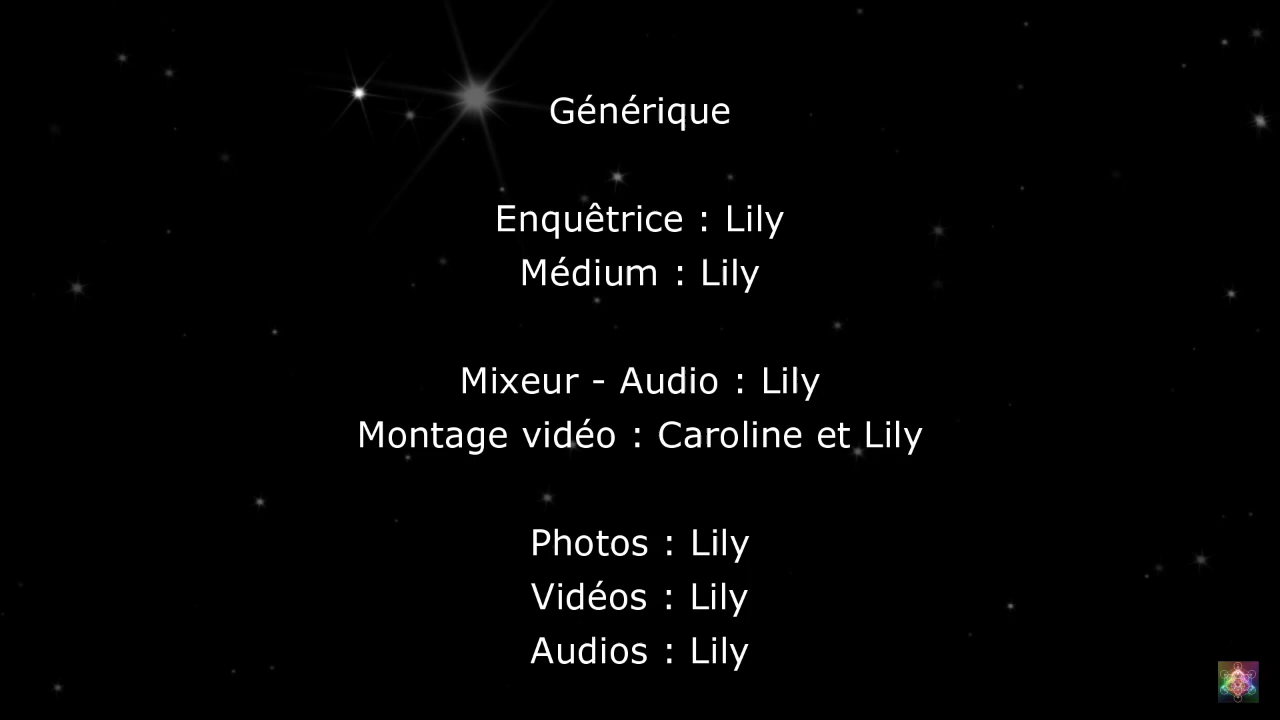 Générique
Enquêtrice : Lily
Médium : Lily
Mixeur - Audio : Lily
Montage vidéo : Caroline et Lily
Photos : Lily
Vidéos : Lily
Audios : Lily